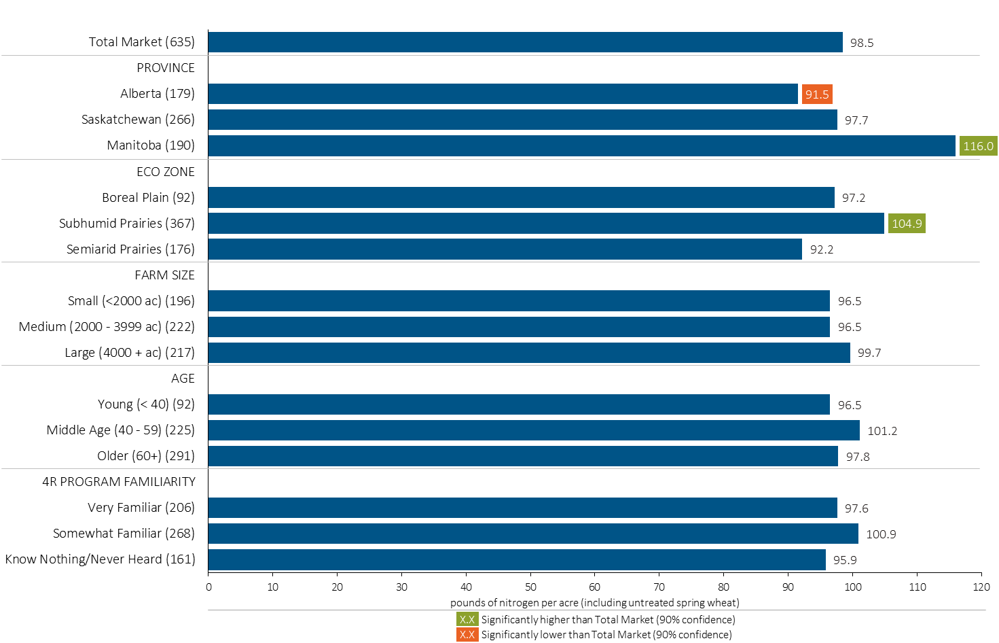 Total Market (635) 98.5
PROVINCE
Alberta (179) 91.5
Saskatchewan (266) 97.7
Manitoba (190) 116.0
ECO ZONE
Boreal Plain (92) 97.2
Subhumid Prairies (367) 104.9
Semiarid Prairies (176) 92.2
FARM SIZE
Small (<2000 ac) (196) 96.5
Medium (2000 - 3999 ac) (222) 96.5
Large (4000 + ac) (217) 99.7
AGE
Young (< 40) (92) 96.5
Middle Age (40 - 59) (225) 101.2
Older (60+) (291) 97.8
4R PROGRAM FAMILIARITY
Very Familiar (206) 97.6
Somewhat Familiar (268) 100.9
Know Nothing/Never Heard (161) 95.9
0 10 20 30 40 50 60 70 80 90 100 110 120
pounds of nitrogen per acre (including untreated spring wheat)
X.X Significantly higher than Total Market (90% confidence)
X.X Significantly lower than Total Market (90% confidence)